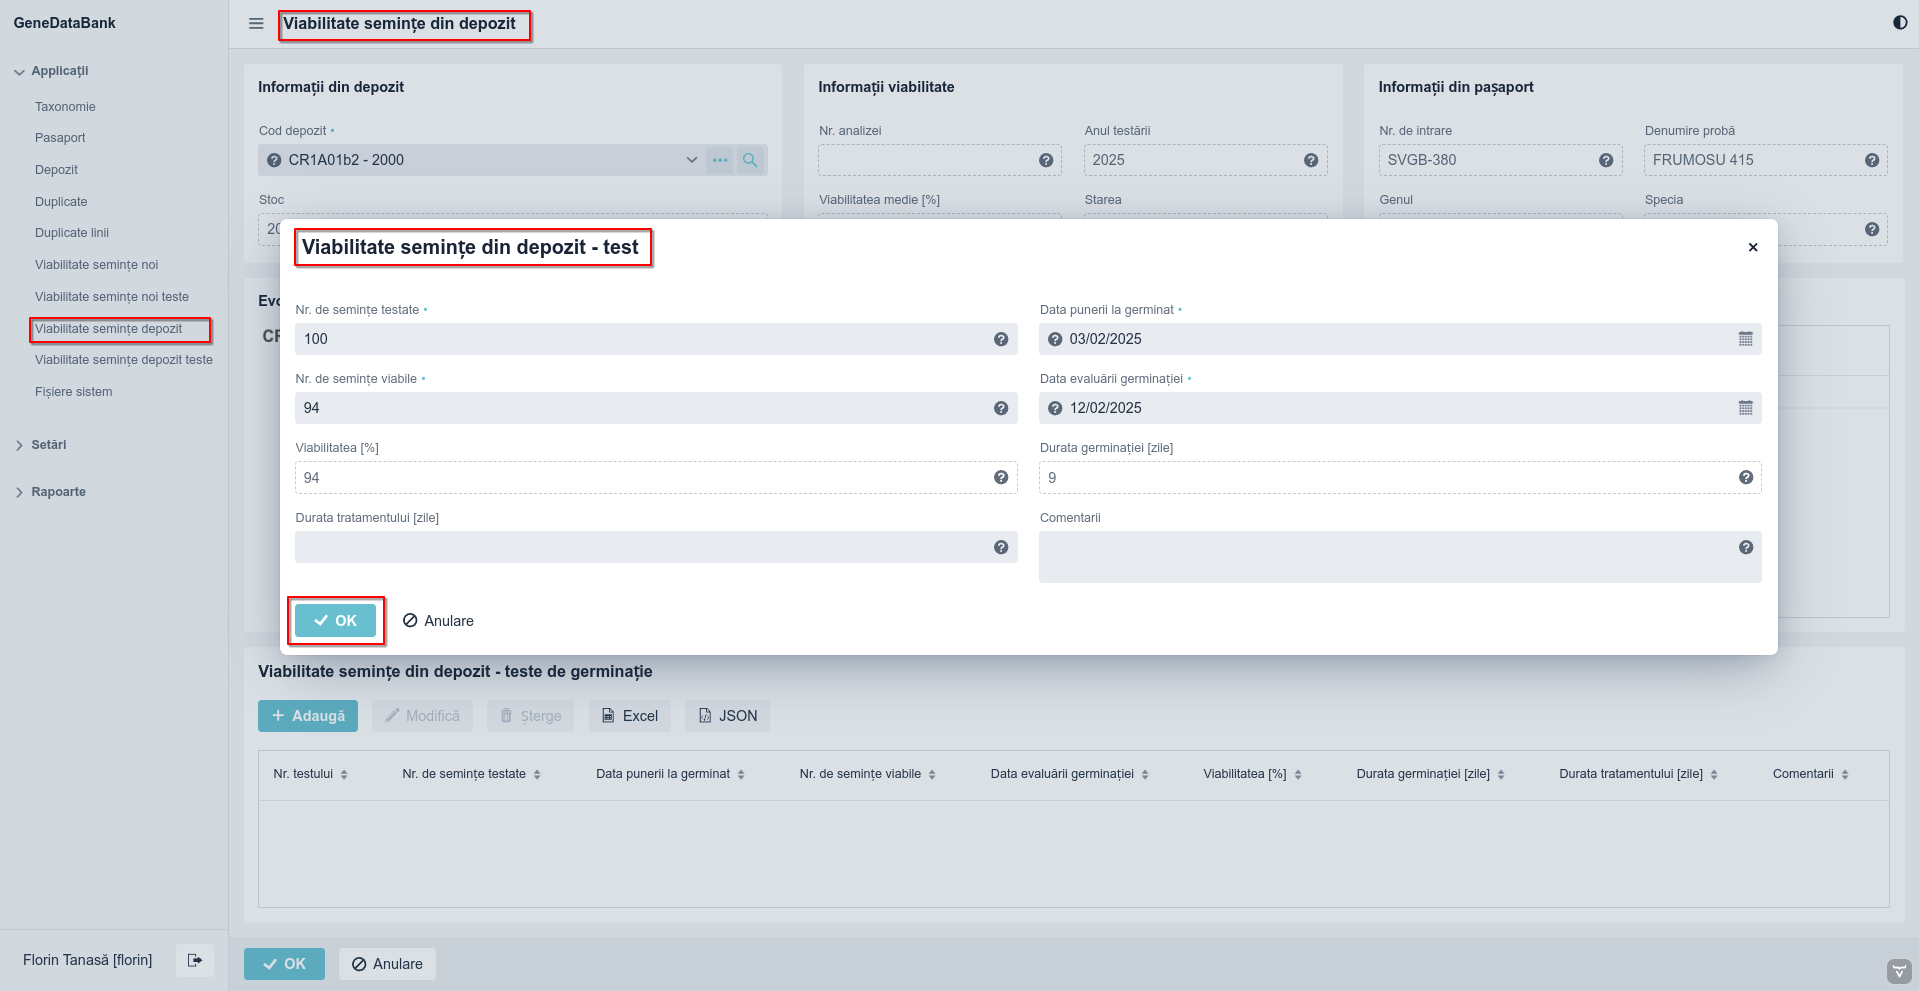 GeneDataBank
Viabilitate semințe din depozit
Applicații
Taxonomie
Pasaport
Depozit
Duplicate
Duplicate linii
Viabilitate semințe noi
Viabilitate semințe noi teste
Viabilitate semințe depozit
Viabilitate semințe depozit teste
Fișiere sistem
Setări
Rapoarte
Florin Tanasă [florin]
Informații din depozit
Cod depozit •
CR1A01b2 - 2000
Stoc
Informații viabilitate
Nr. analizei
Anul testării
2025
Viabilitatea medie [%]
Starea
Informații din pașaport
Nr. de intrare
Denumire probă
SVGB-380
FRUMOSU 415
Genul
Specia
Viabilitate semințe din depozit - test
Nr. de semințe testate •
100
Data punerii la germinat •
03/02/2025
Nr. de semințe viabile •
94
Data evaluării germinației •
12/02/2025
Viabilitatea [%]
94
Durata germinației [zile]
9
Durata tratamentului [zile]
Comentarii
OK
Anulare
Viabilitate semințe din depozit - teste de germinație
Adaugă
Modifică
Șterge
Excel
JSON
Nr. testului
Nr. de semințe testate
Data punerii la germinat
Nr. de semințe viabile
Data evaluării germinației
Viabilitatea [%]
Durata germinației [zile]
Durata tratamentului [zile]
Comentarii
OK
Anulare